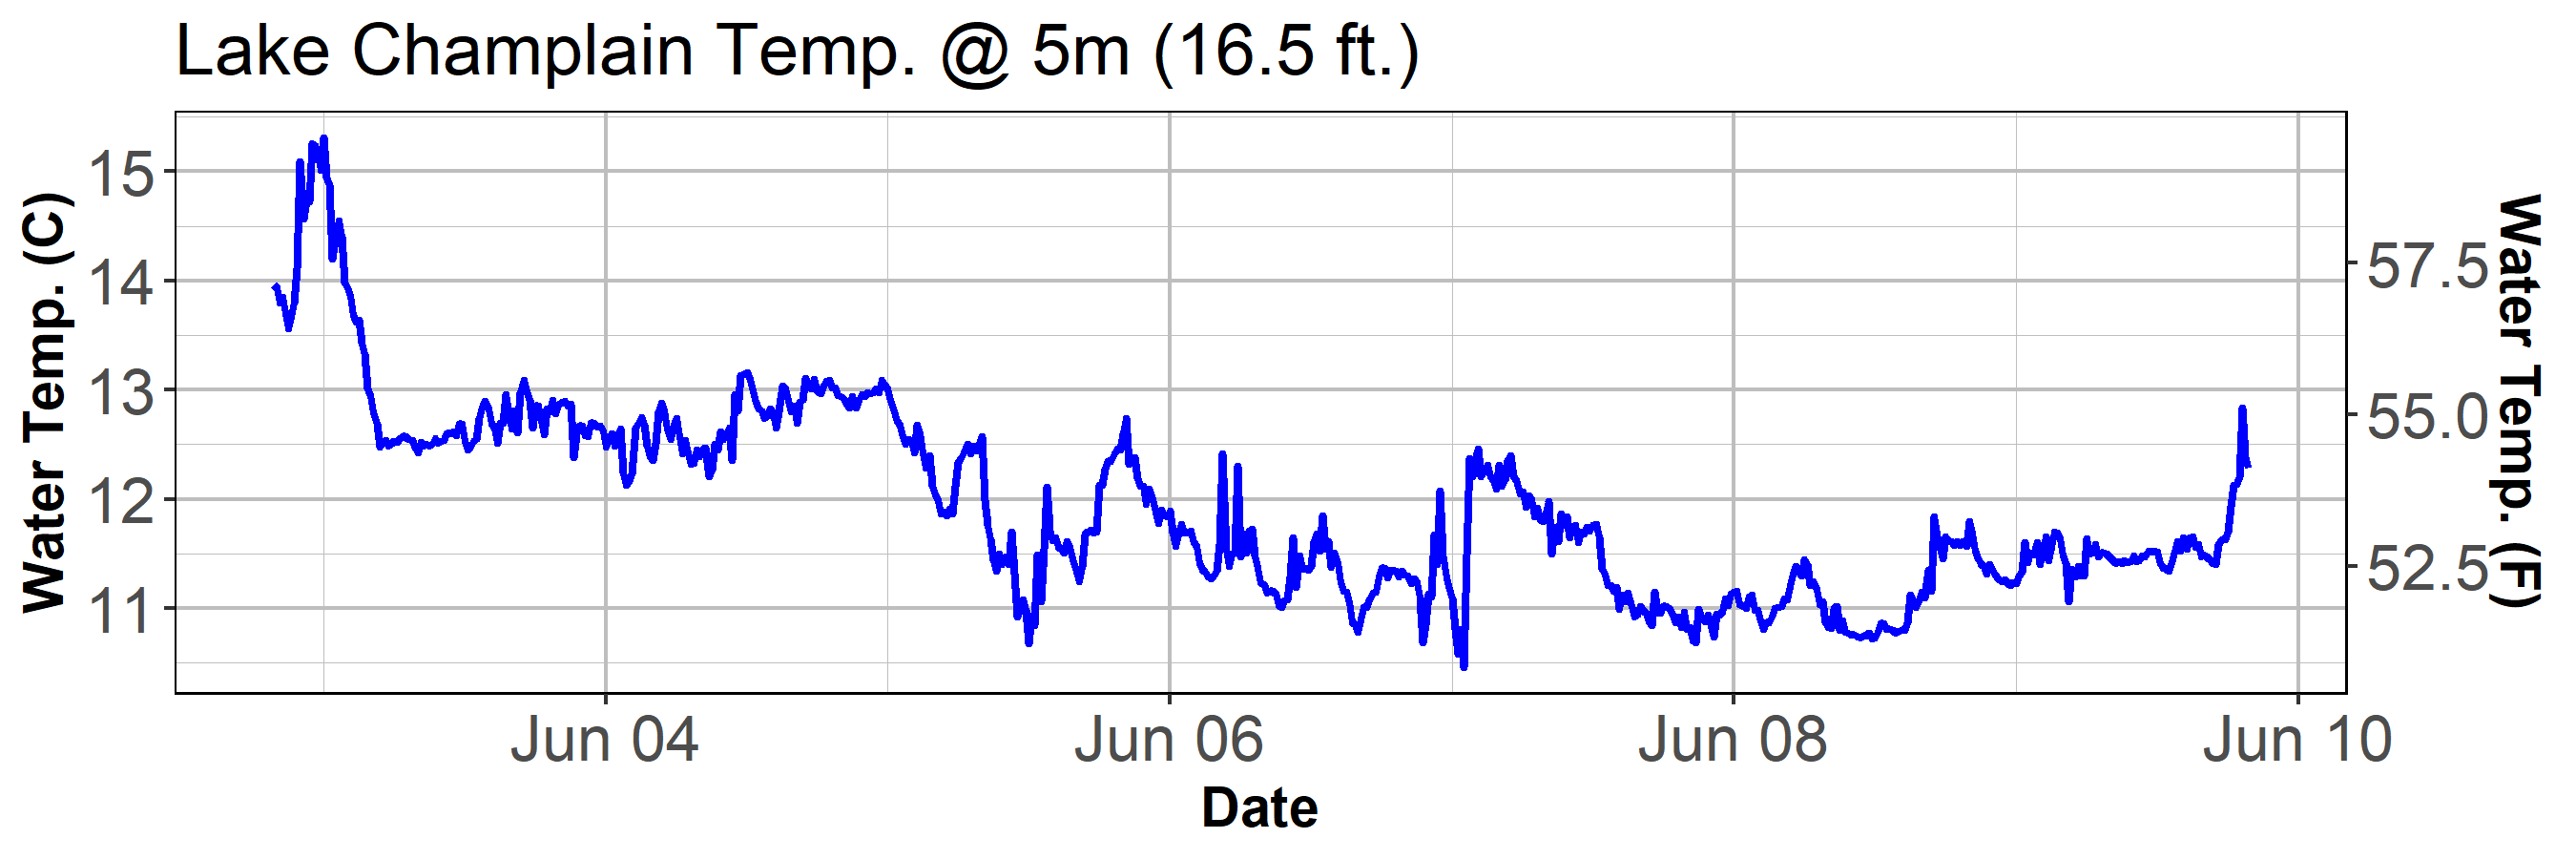 Lake Champlain Temp. @ 5m (16.5 ft.)
Water Temp. (C)
15
14
13
12
11
57.5
55.0
52.5
Water Temp. (F)
Jun 04 Jun 06 Jun 08 Jun 10
Date